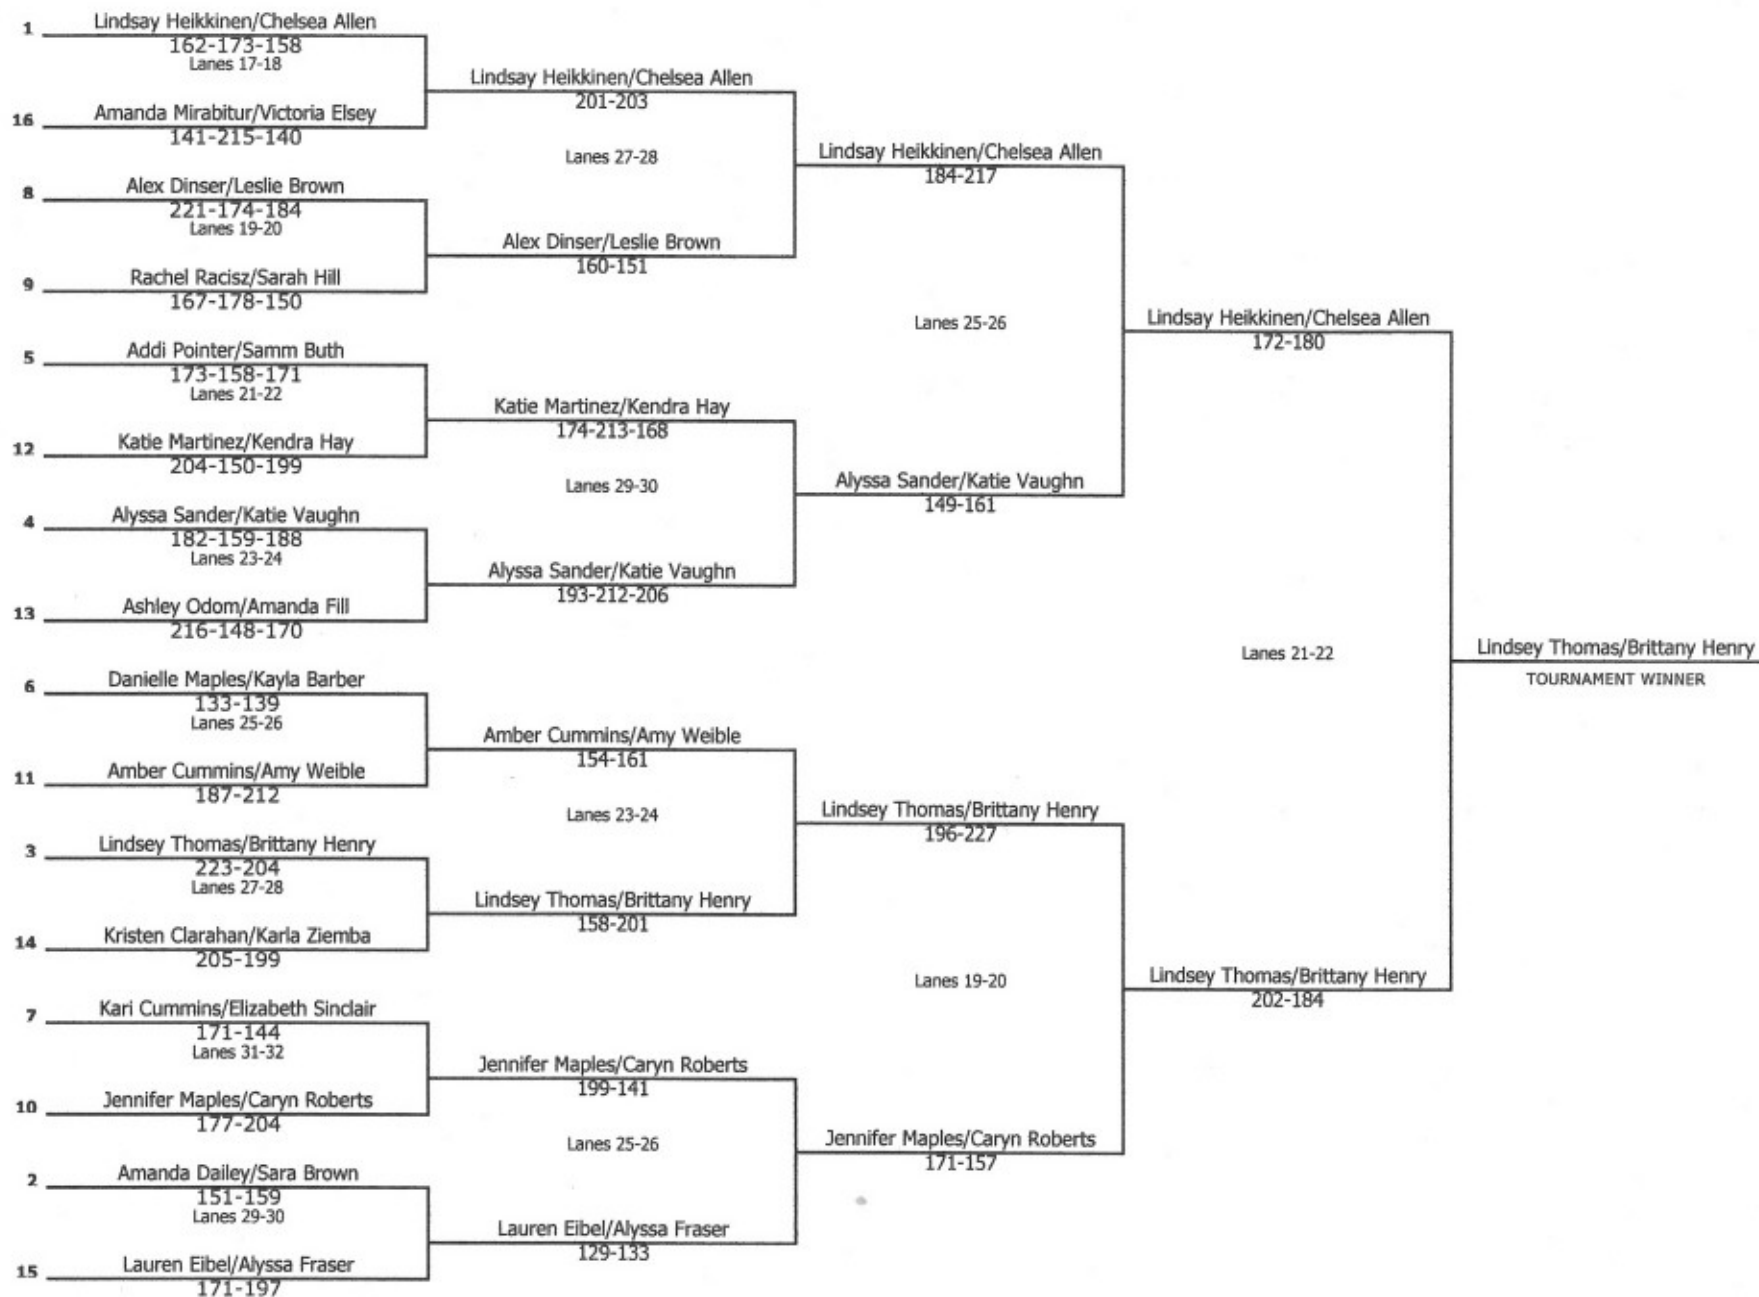 1 Lindsay Heikkinen/Chelsea Allen
162-173-158
Lanes 17-18
16 Amanda Mirabitur/Victoria Elsey
141-215-140
8 Alex Dinser/Leslie Brown
221-174-184
Lanes 19-20
9 Rachel Racisz/Sarah Hill
167-178-150
5 Addi Pointer/Samm Buth
173-158-171
Lanes 21-22
12 Katie Martinez/Kendra Hay
204-150-199
4 Alyssa Sander/Katie Vaughn
182-159-188
Lanes 23-24
13 Ashley Odom/Amanda Fill
216-148-170
6 Danielle Maples/Kayla Barber
133-139
Lanes 25-26
11 Amber Cummins/Amy Weible
187-212
3 Lindsey Thomas/Brittany Henry
223-204
Lanes 27-28
14 Kristen Clarahan/Karla Ziemba
205-199
7 Kari Cummins/Elizabeth Sinclair
171-144
Lanes 31-32
10 Jennifer Maples/Caryn Roberts
177-204
2 Amanda Dailey/Sara Brown
151-159
Lanes 29-30
15 Lauren Eibel/Alyssa Fraser
171-197
Lindsay Heikkinen/Chelsea Allen
201-203
Lanes 27-28
Alex Dinser/Leslie Brown
160-151
Katie Martinez/Kendra Hay
174-213-168
Lanes 29-30
Alyssa Sander/Katie Vaughn
193-212-206
Amber Cummins/Amy Weible
154-161
Lanes 23-24
Lindsey Thomas/Brittany Henry
158-201
Jennifer Maples/Caryn Roberts
199-141
Lanes 25-26
Lauren Eibel/Alyssa Fraser
129-133
Lindsay Heikkinen/Chelsea Allen
184-217
Lanes 25-26
Alyssa Sander/Katie Vaughn
149-161
Lindsey Thomas/Brittany Henry
196-227
Lanes 19-20
Jennifer Maples/Caryn Roberts
171-157
Lindsay Heikkinen/Chelsea Allen
172-180
Lanes 21-22
Lindsey Thomas/Brittany Henry
202-184
Lindsey Thomas/Brittany Henry
TOURNAMENT WINNER